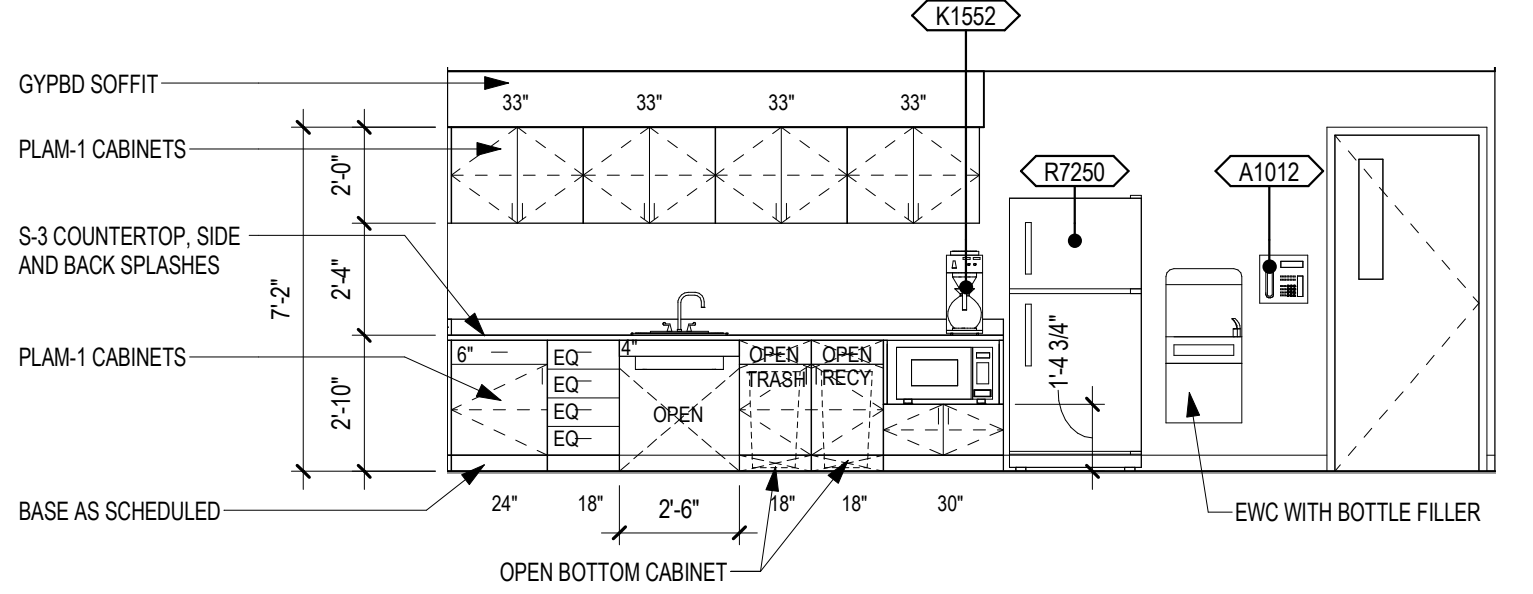 K1552
GYPBD SOFFIT
33" 33" 33" 33"
PLAM-1 CABINETS
2'-0"
R7250
A1012
S-3 COUNTERTOP, SIDE
AND BACK SPLASHES
2'-4"
7'-2"
PLAM-1 CABINETS
2'-10"
6"
EQ
EQ
EQ
EQ
4"
OPEN
OPEN
TRASH
OPEN
RECY
1'-4 3/4"
BASE AS SCHEDULED
24" 18" 2'-6" 18" 18" 30"
EWC WITH BOTTLE FILLER
OPEN BOTTOM CABINET